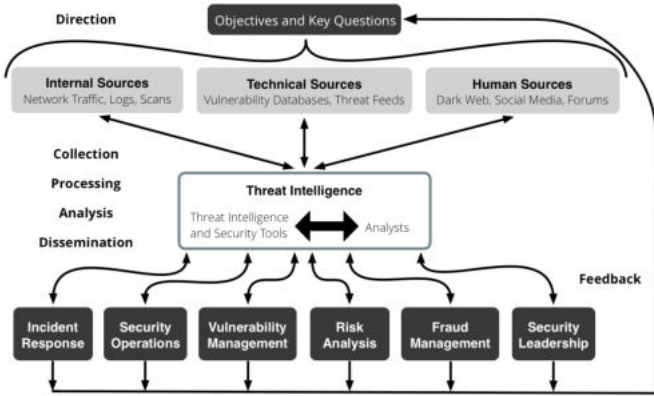 Direction
Objectives and Key Questions
Internal Sources
Network Traffic, Logs, Scans
Technical Sources
Vulnerability Databases, Threat Feeds
Human Sources
Dark Web, Social Media, Forums
Collection
Processing
Analysis
Dissemination
Threat Intelligence
Threat Intelligence
and Security Tools
Analysts
Feedback
Incident
Response
Security
Operations
Vulnerability
Management
Risk
Analysis
Fraud
Management
Security
Leadership